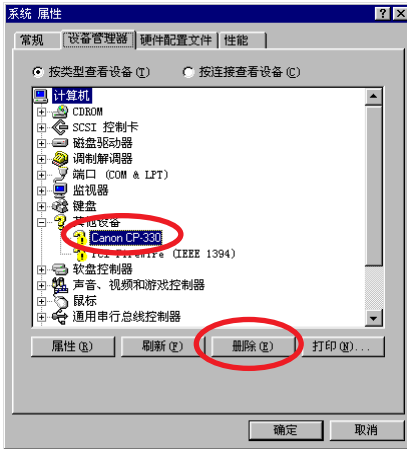 系统 属性
常规 设备管理器 硬件配置文件 性能
按类型查看设备(T) 按连接查看设备(C)
计算机
CDROM
SCSI 控制卡
磁盘驱动器
调制解调器
端口 (COM & LPT)
监视器
键盘
其他设备
Canon CP-330
PCI FireWire (IEEE 1394)
软盘控制器
声音、视频和游戏控制器
鼠标
通用串行总线控制器
属性(R) 刷新(F) 删除(E) 打印(N)...
确定 取消